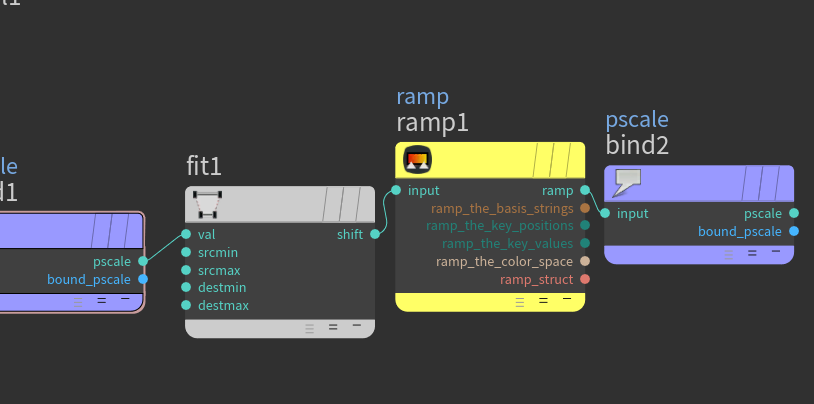 ramp
ramp1
pscale
bind2
fit1
le
d1
input ramp
ramp_the_basis_strings
ramp_the_key_positions
ramp_the_key_values
ramp_the_color_space
ramp_struct
input pscale
bound_pscale
val shift
srcmin
srcmax
destmin
destmax
pscale
bound_pscale